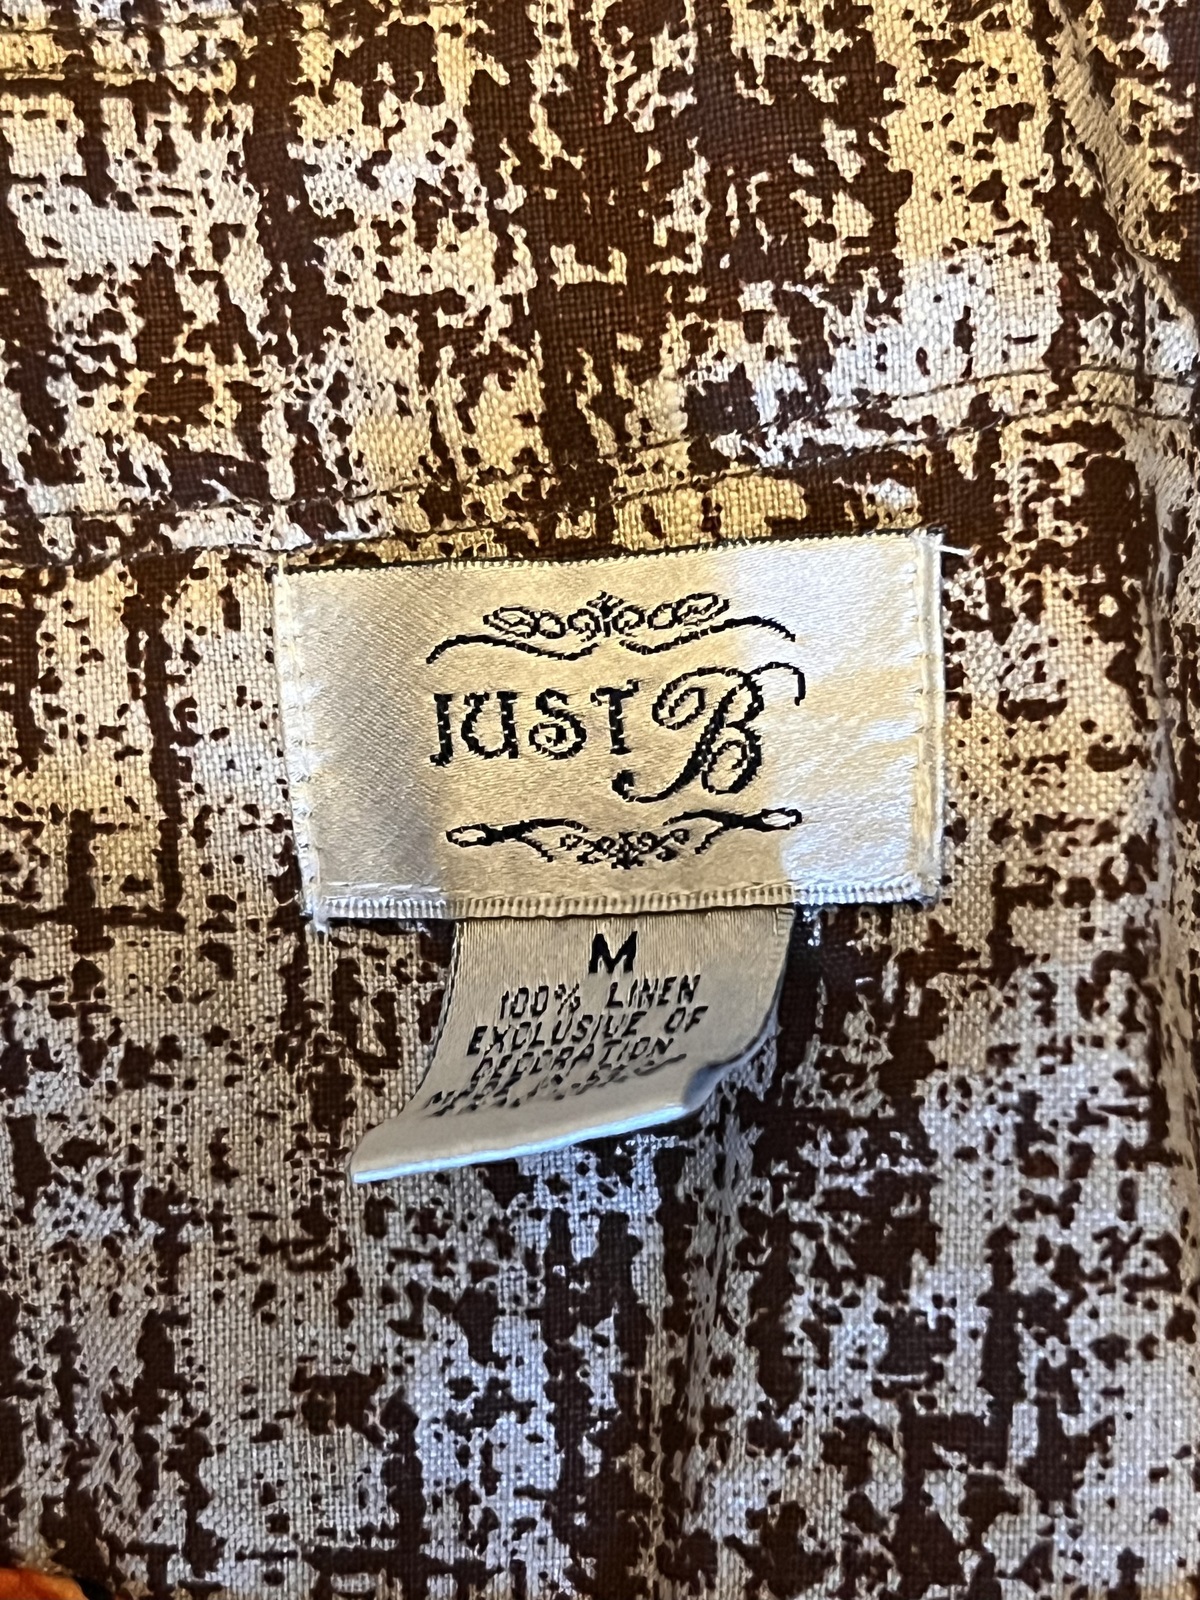 JUST B
M
100% LINEN
EXCLUSIVE OF
DECORATION